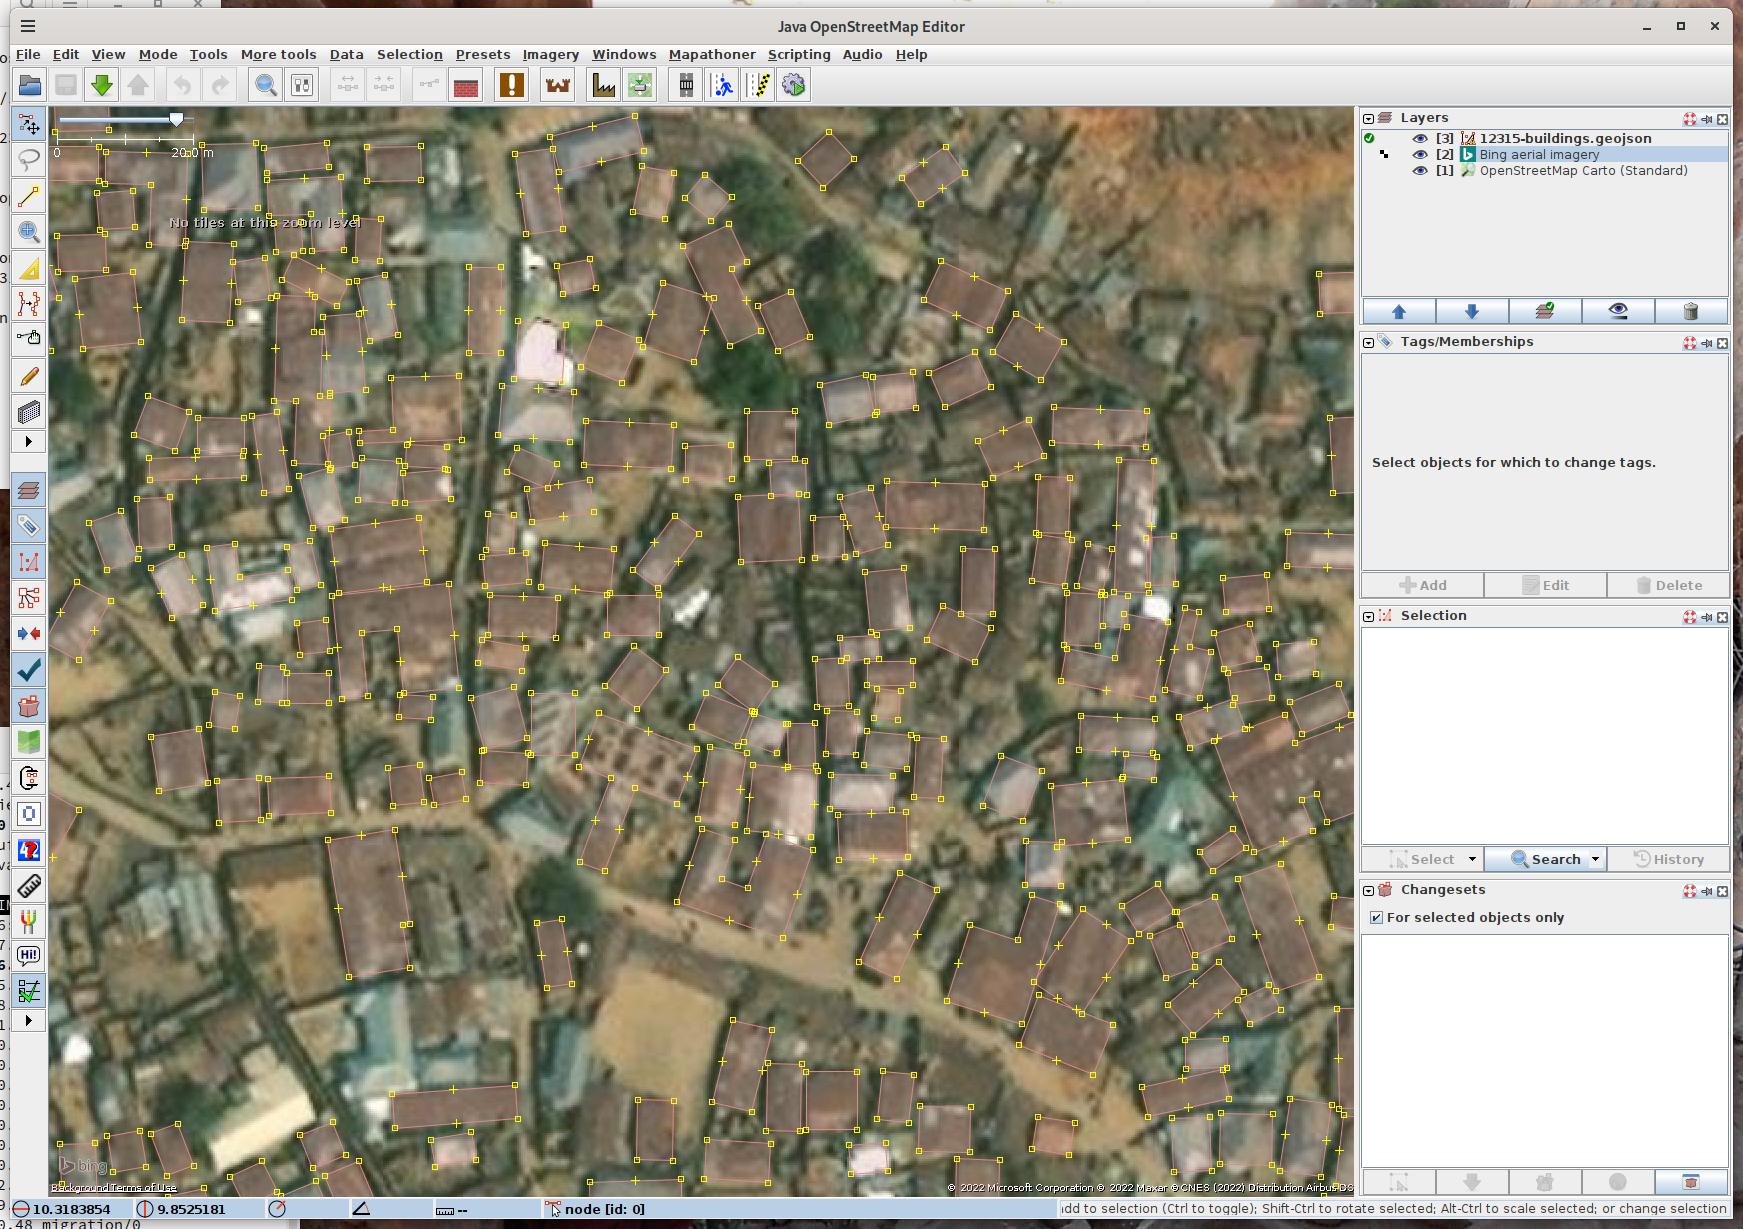 Java OpenStreetMap Editor
File Edit View Mode Tools More tools Data Selection Presets Imagery Windows Mapathoner Scripting Audio Help
0 20.0 m
No tiles at this zoom level
Layers
[3] 12315-buildings.geojson
[2] Bing aerial imagery
[1] OpenStreetMap Carto (Standard)
Tags/Memberships
Select objects for which to change tags.
Add Edit Delete
Selection
Select Search History
Changesets
For selected objects only
Hi!
bing
Background Terms of Use
© 2022 Microsoft Corporation © 2022 Maxar © CNES (2022) Distribution Airbus DS
10.3183854 9.8525181 -- node [id: 0]
dd to selection (Ctrl to toggle); Shift-Ctrl to rotate selected; Alt-Ctrl to scale selected; or change selection
.48 migration/0